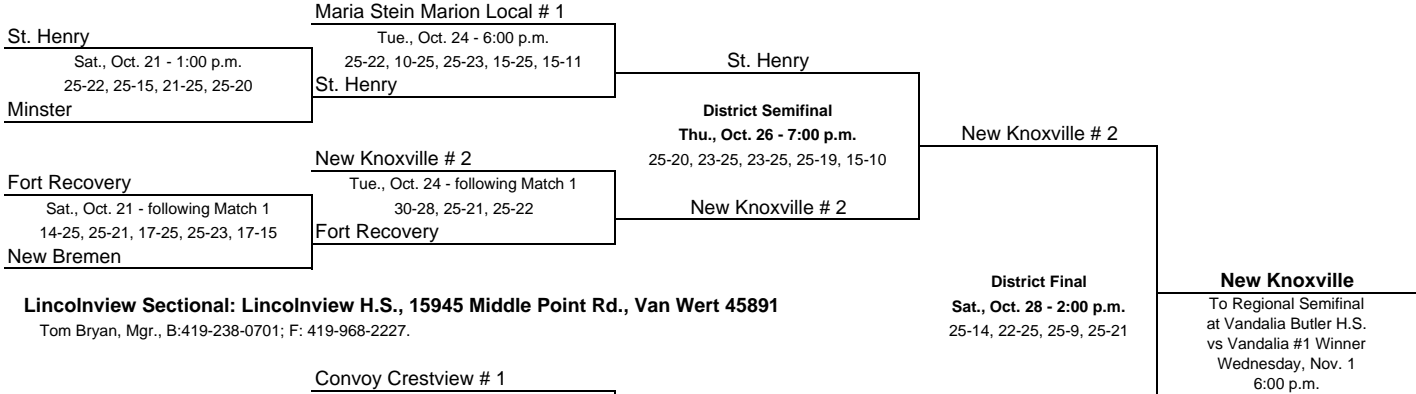 Maria Stein Marion Local # 1
St. Henry
Tue., Oct. 24 - 6:00 p.m.
Sat., Oct. 21 - 1:00 p.m.
25-22, 10-25, 25-23, 15-25, 15-11
St. Henry
25-22, 25-15, 21-25, 25-20
St. Henry
Minster
District Semifinal
Thu., Oct. 26 - 7:00 p.m.
New Knoxville # 2
New Knoxville # 2
25-20, 23-25, 23-25, 25-19, 15-10
Fort Recovery
Tue., Oct. 24 - following Match 1
Sat., Oct. 21 - following Match 1
30-28, 25-21, 25-22
New Knoxville # 2
14-25, 25-21, 17-25, 25-23, 17-15
Fort Recovery
New Bremen
District Final
New Knoxville
Lincolnview Sectional: Lincolnview H.S., 15945 Middle Point Rd., Van Wert 45891
Sat., Oct. 28 - 2:00 p.m.
To Regional Semifinal
Tom Bryan, Mgr., B:419-238-0701; F: 419-968-2227.
25-14, 22-25, 25-9, 25-21
at Vandalia Butler H.S.
vs Vandalia #1 Winner
Wednesday, Nov. 1
Convoy Crestview # 1
6:00 p.m.